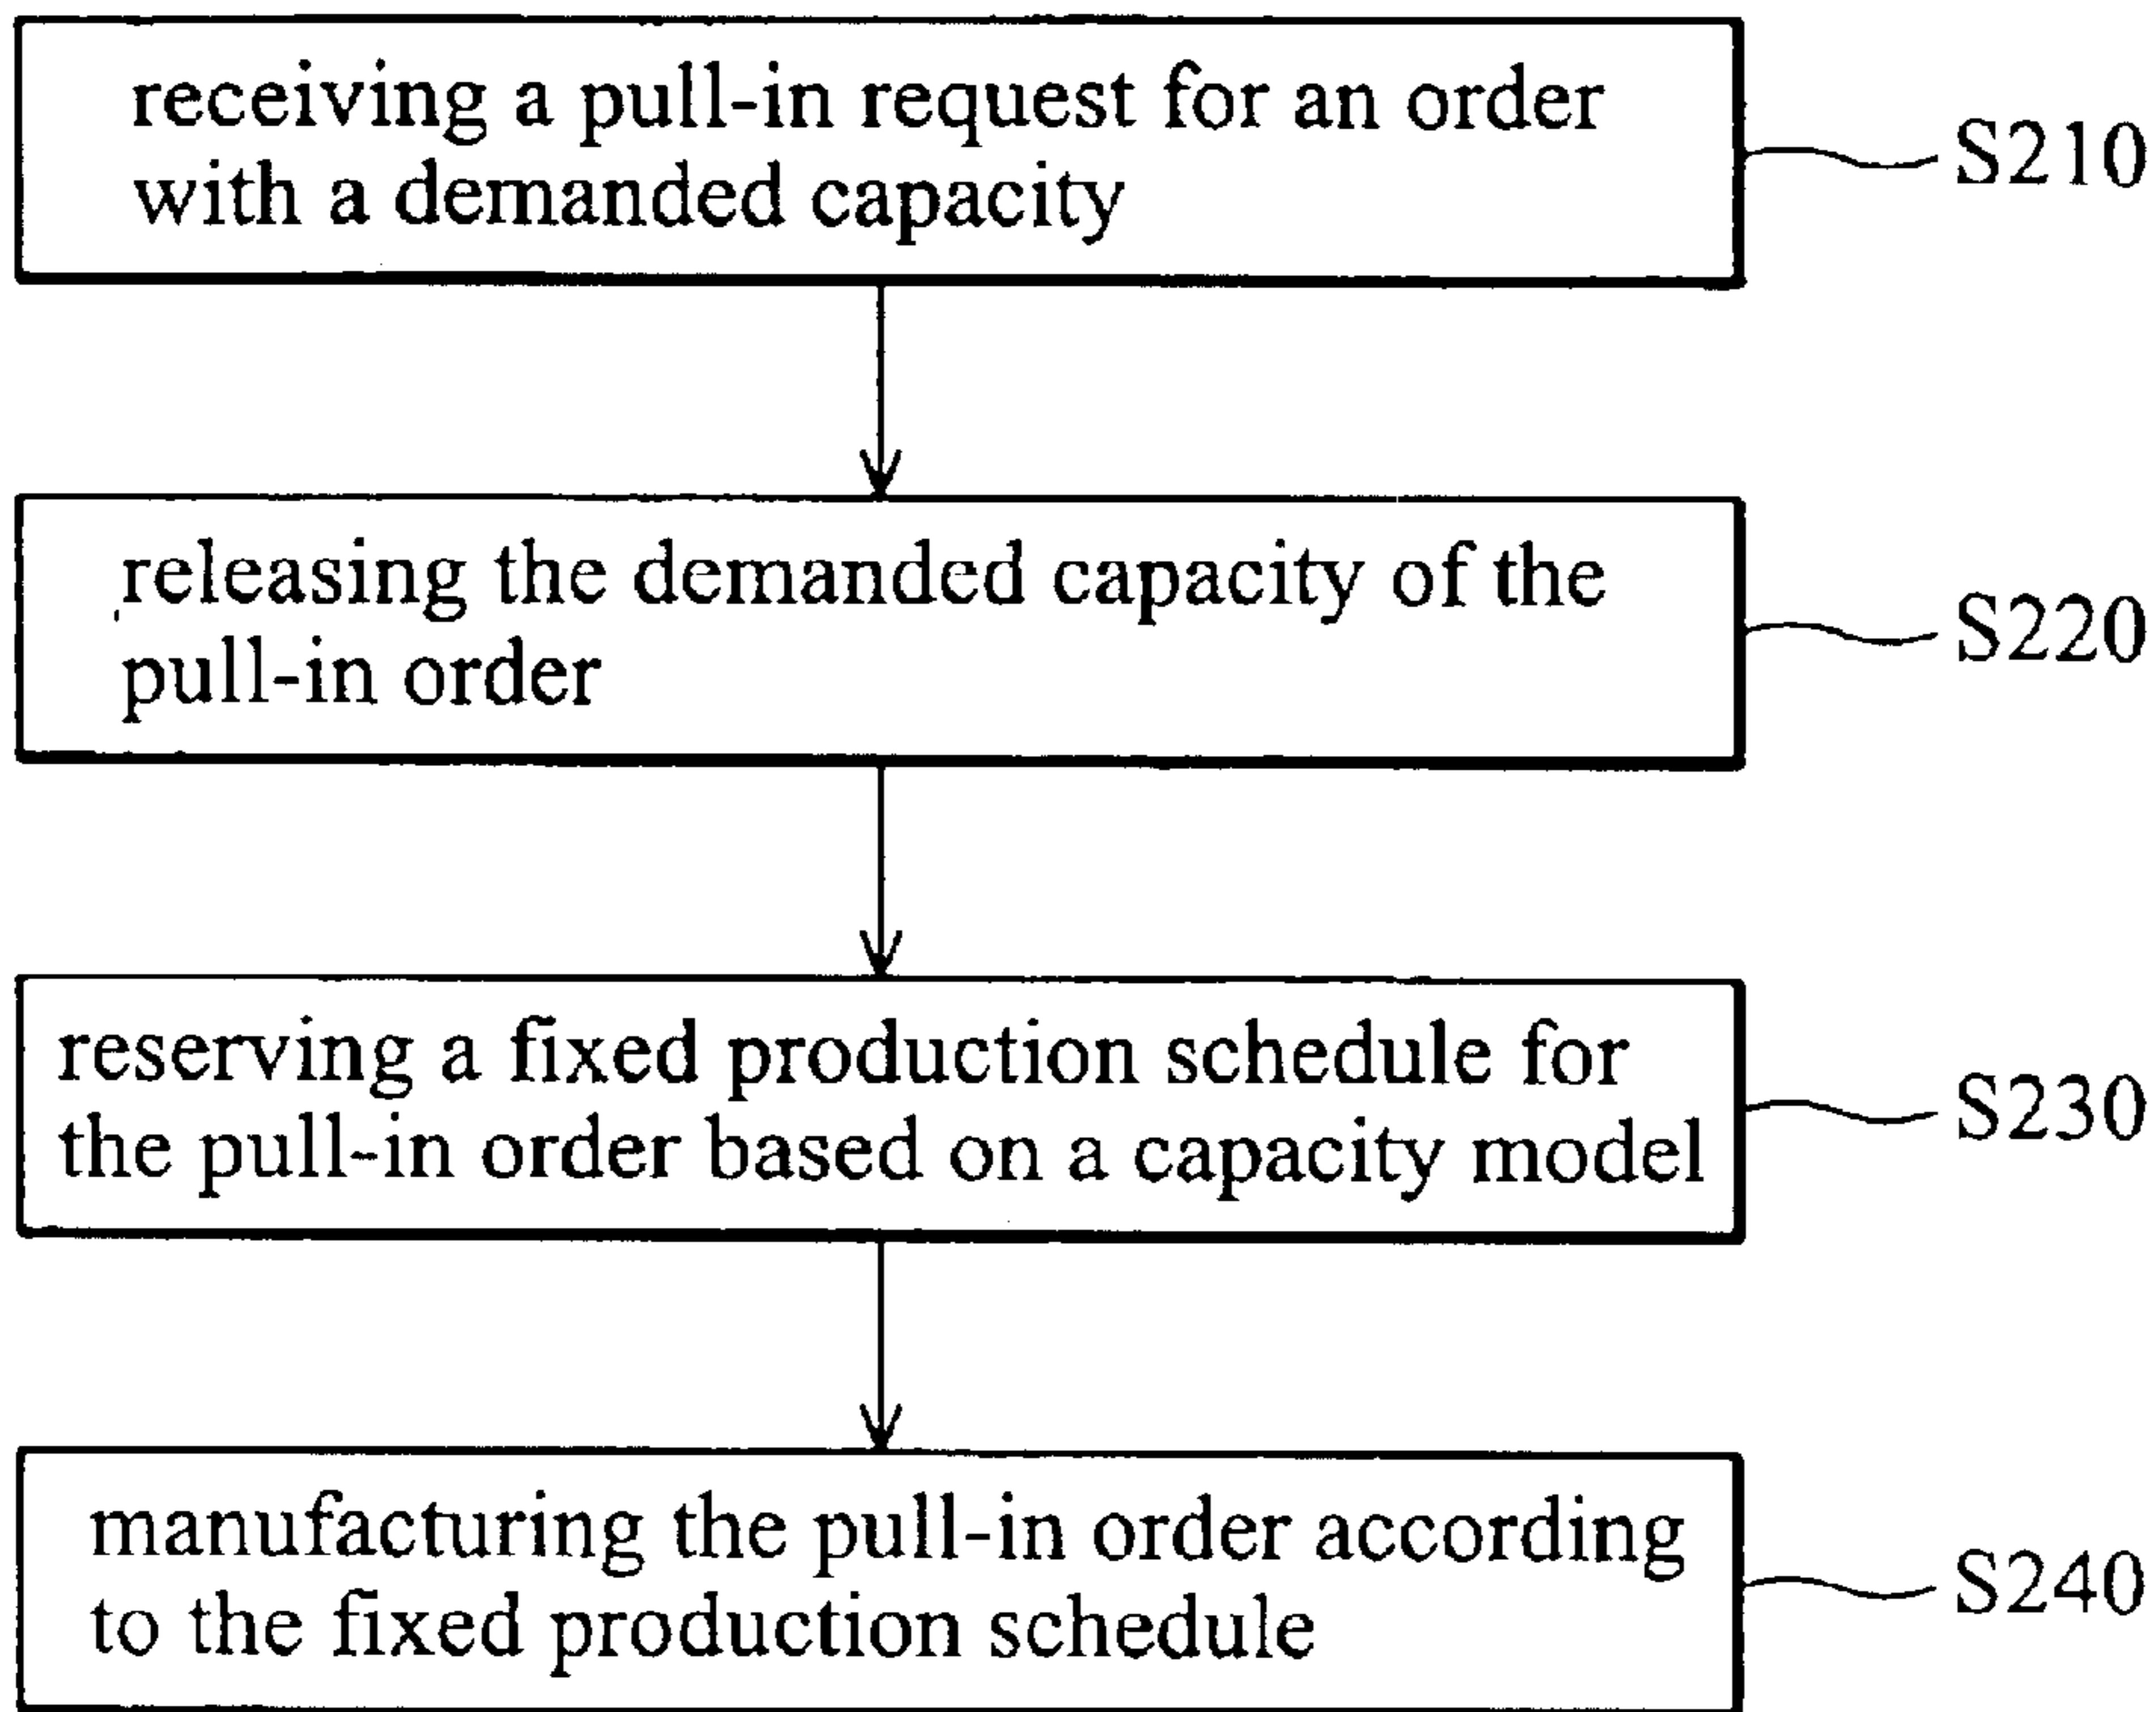 receiving a pull-in request for an order
with a demanded capacity
S210
releasing the demanded capacity of the
pull-in order
S220
reserving a fixed production schedule for
the pull-in order based on a capacity model
S230
manufacturing the pull-in order according
to the fixed production schedule
S240